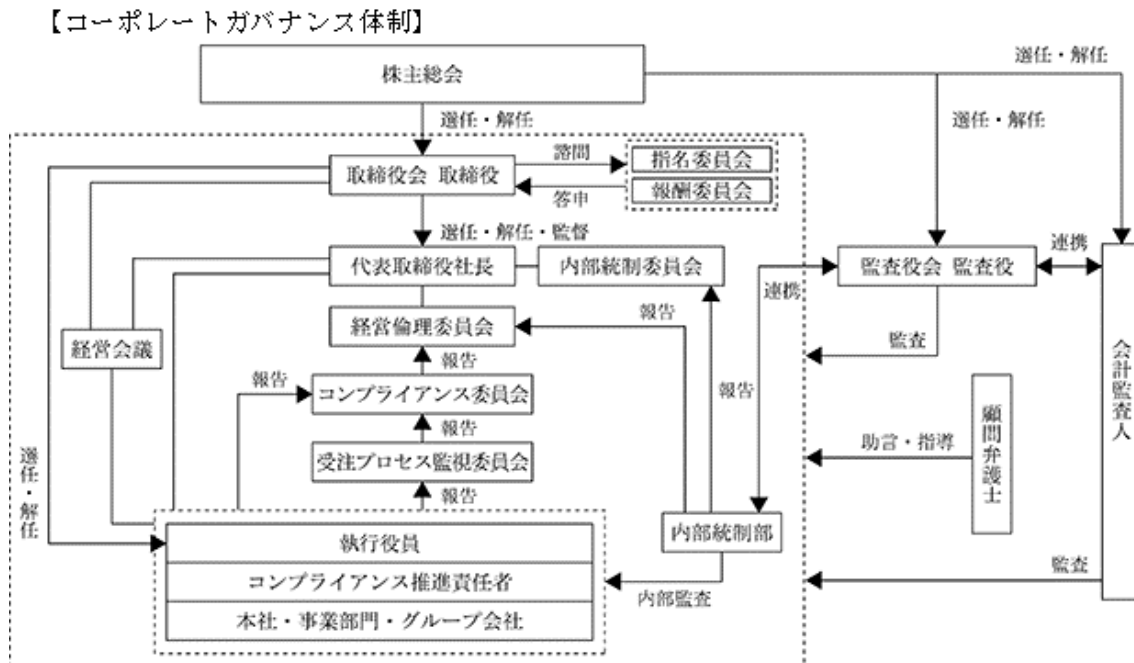 【コーポレートガバナンス体制】
株主総会
選任・解任
選任・解任
選任・解任
取締役会 取締役
諮問
答申
指名委員会
報酬委員会
選任・解任・監督
代表取締役社長
内部統制委員会
監査役会 監査役
連携
連携
経営倫理委員会
報告
経営会議
報告
監査
会計監査人
報告
コンプライアンス委員会
報告
報告
顧問弁護士
助言・指導
受注プロセス監視委員会
報告
選任・解任
執行役員
コンプライアンス推進責任者
本社・事業部門・グループ会社
内部統制部
内部監査
監査